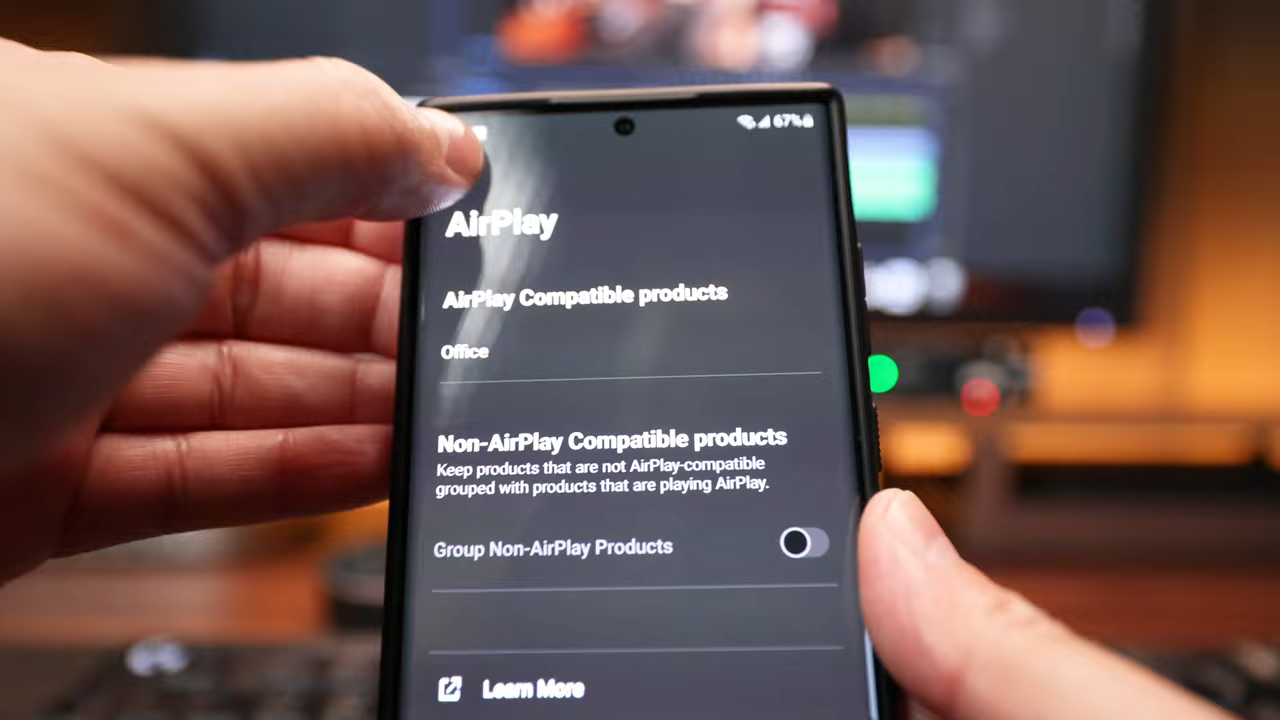 67%
AirPlay
AirPlay Compatible products
Office
Non-AirPlay Compatible products
Keep products that are not AirPlay-compatible
grouped with products that are playing AirPlay.
Group Non-AirPlay Products
Learn More